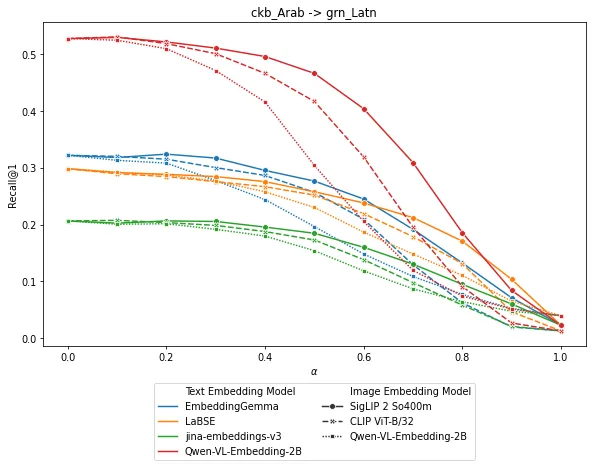 ckb_Arab -> grn_Latn
Recall@1
0.5
0.4
0.3
0.2
0.1
0.0
0.0 0.2 0.4 0.6 0.8 1.0
α
Text Embedding Model Image Embedding Model
EmbeddingGemma SigLIP 2 So400m
LaBSE CLIP ViT-B/32
jina-embeddings-v3 Qwen-VL-Embedding-2B
Qwen-VL-Embedding-2B